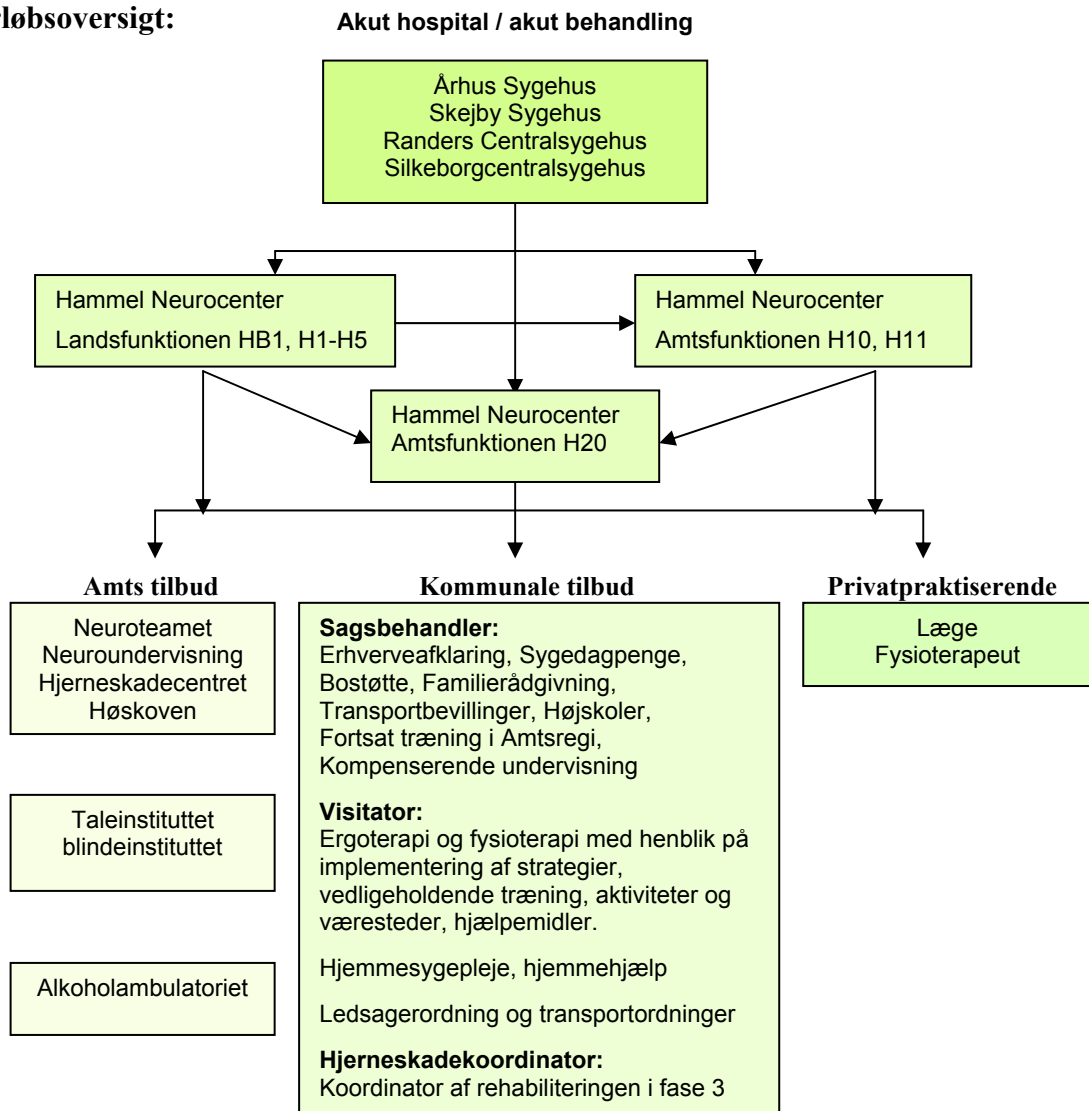 løbsoversigt:
Akut hospital / akut behandling
Århus Sygehus
Skejby Sygehus
Randers Centralsygehus
Silkeborgcentralsygehus
Hammel Neurocenter
Landsfunktionen HB1, H1-H5
Hammel Neurocenter
Amtsfunktionen H10, H11
Hammel Neurocenter
Amtsfunktionen H20
Amts tilbud
Neuroteamet
Neuroundervisning
Hjerneskadecentret
Høskoven
Taleinstituttet
blindeinstituttet
Alkoholambulatoriet
Kommunale tilbud
Sagsbehandler:
Erhverveafklaring, Sygedagpenge,
Bostøtte, Familierådgivning,
Transportbevillinger, Højskoler,
Fortsat træning i Amtsregi,
Kompenserende undervisning
Visitator:
Ergoterapi og fysioterapi med henblik på
implementering af strategier,
vedligeholdende træning, aktiviteter og
væresteder, hjælpemidler.
Hjemmesygepleje, hjemmehjælp
Ledsagerordning og transportordninger
Hjerneskadekoordinator:
Koordinator af rehabiliteringen i fase 3
Privatpraktiserende
Læge
Fysioterapeut